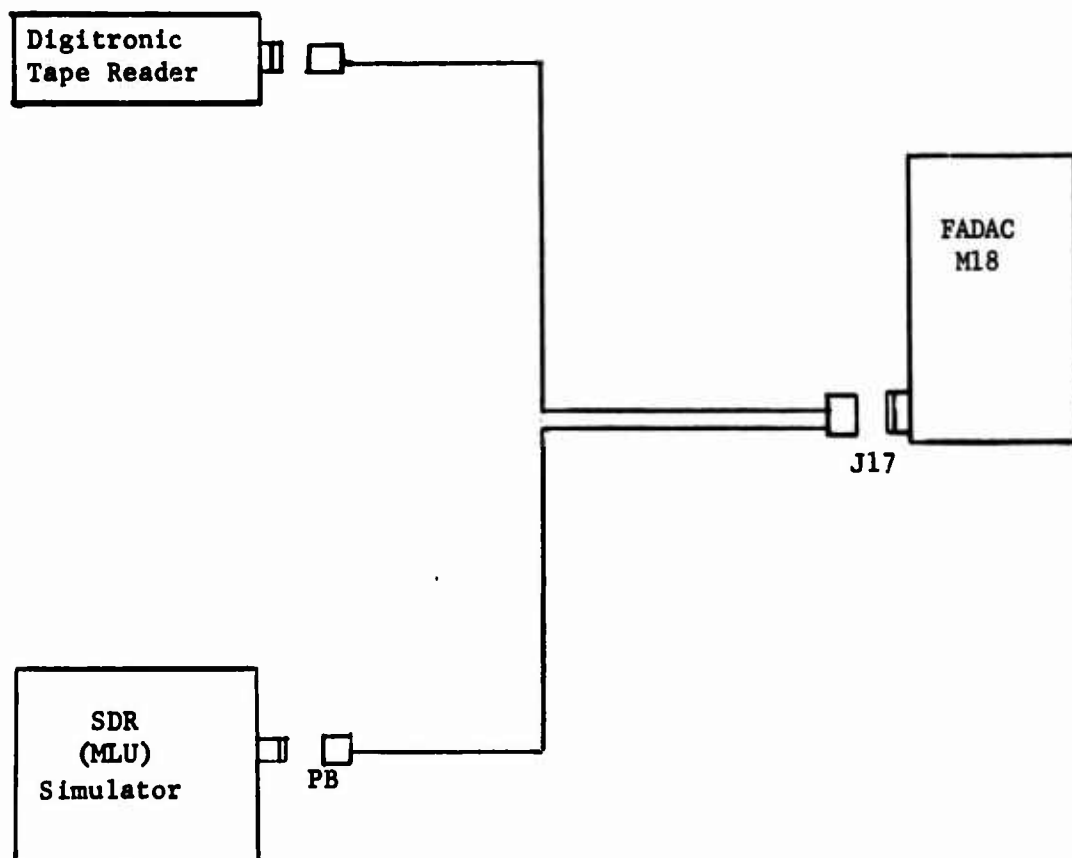 Digitronic
Tape Reader
FADAC
M18
J17
SDR
(MLU)
Simulator
PB